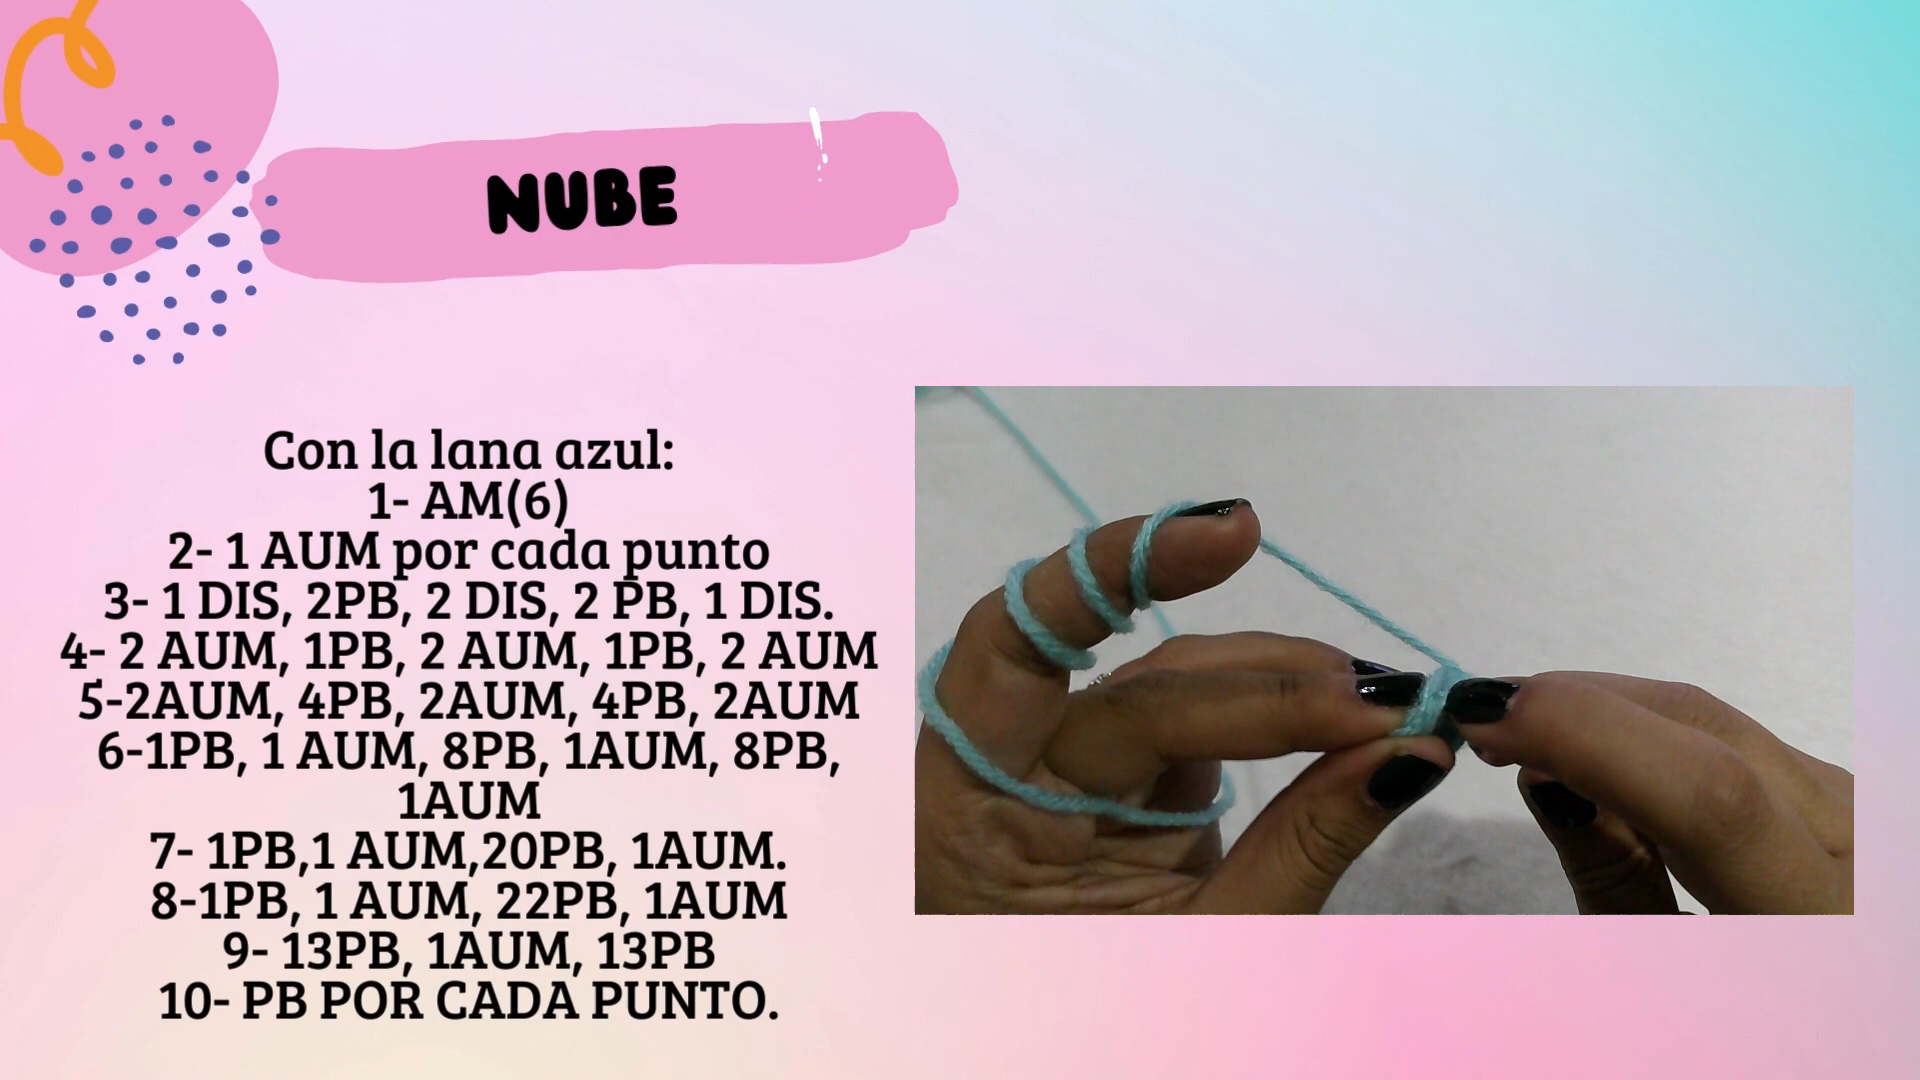 NUBE
Con la lana azul:
1- AM(6)
2- 1 AUM por cada punto
3- 1 DIS, 2PB, 2 DIS, 2 PB, 1 DIS.
4- 2 AUM, 1PB, 2 AUM, 1PB, 2 AUM
5-2AUM, 4PB, 2AUM, 4PB, 2AUM
6-1PB, 1 AUM, 8PB, 1AUM, 8PB,
1AUM
7- 1PB,1 AUM,20PB, 1AUM.
8-1PB, 1 AUM, 22PB, 1AUM
9- 13PB, 1AUM, 13PB
10- PB POR CADA PUNTO.